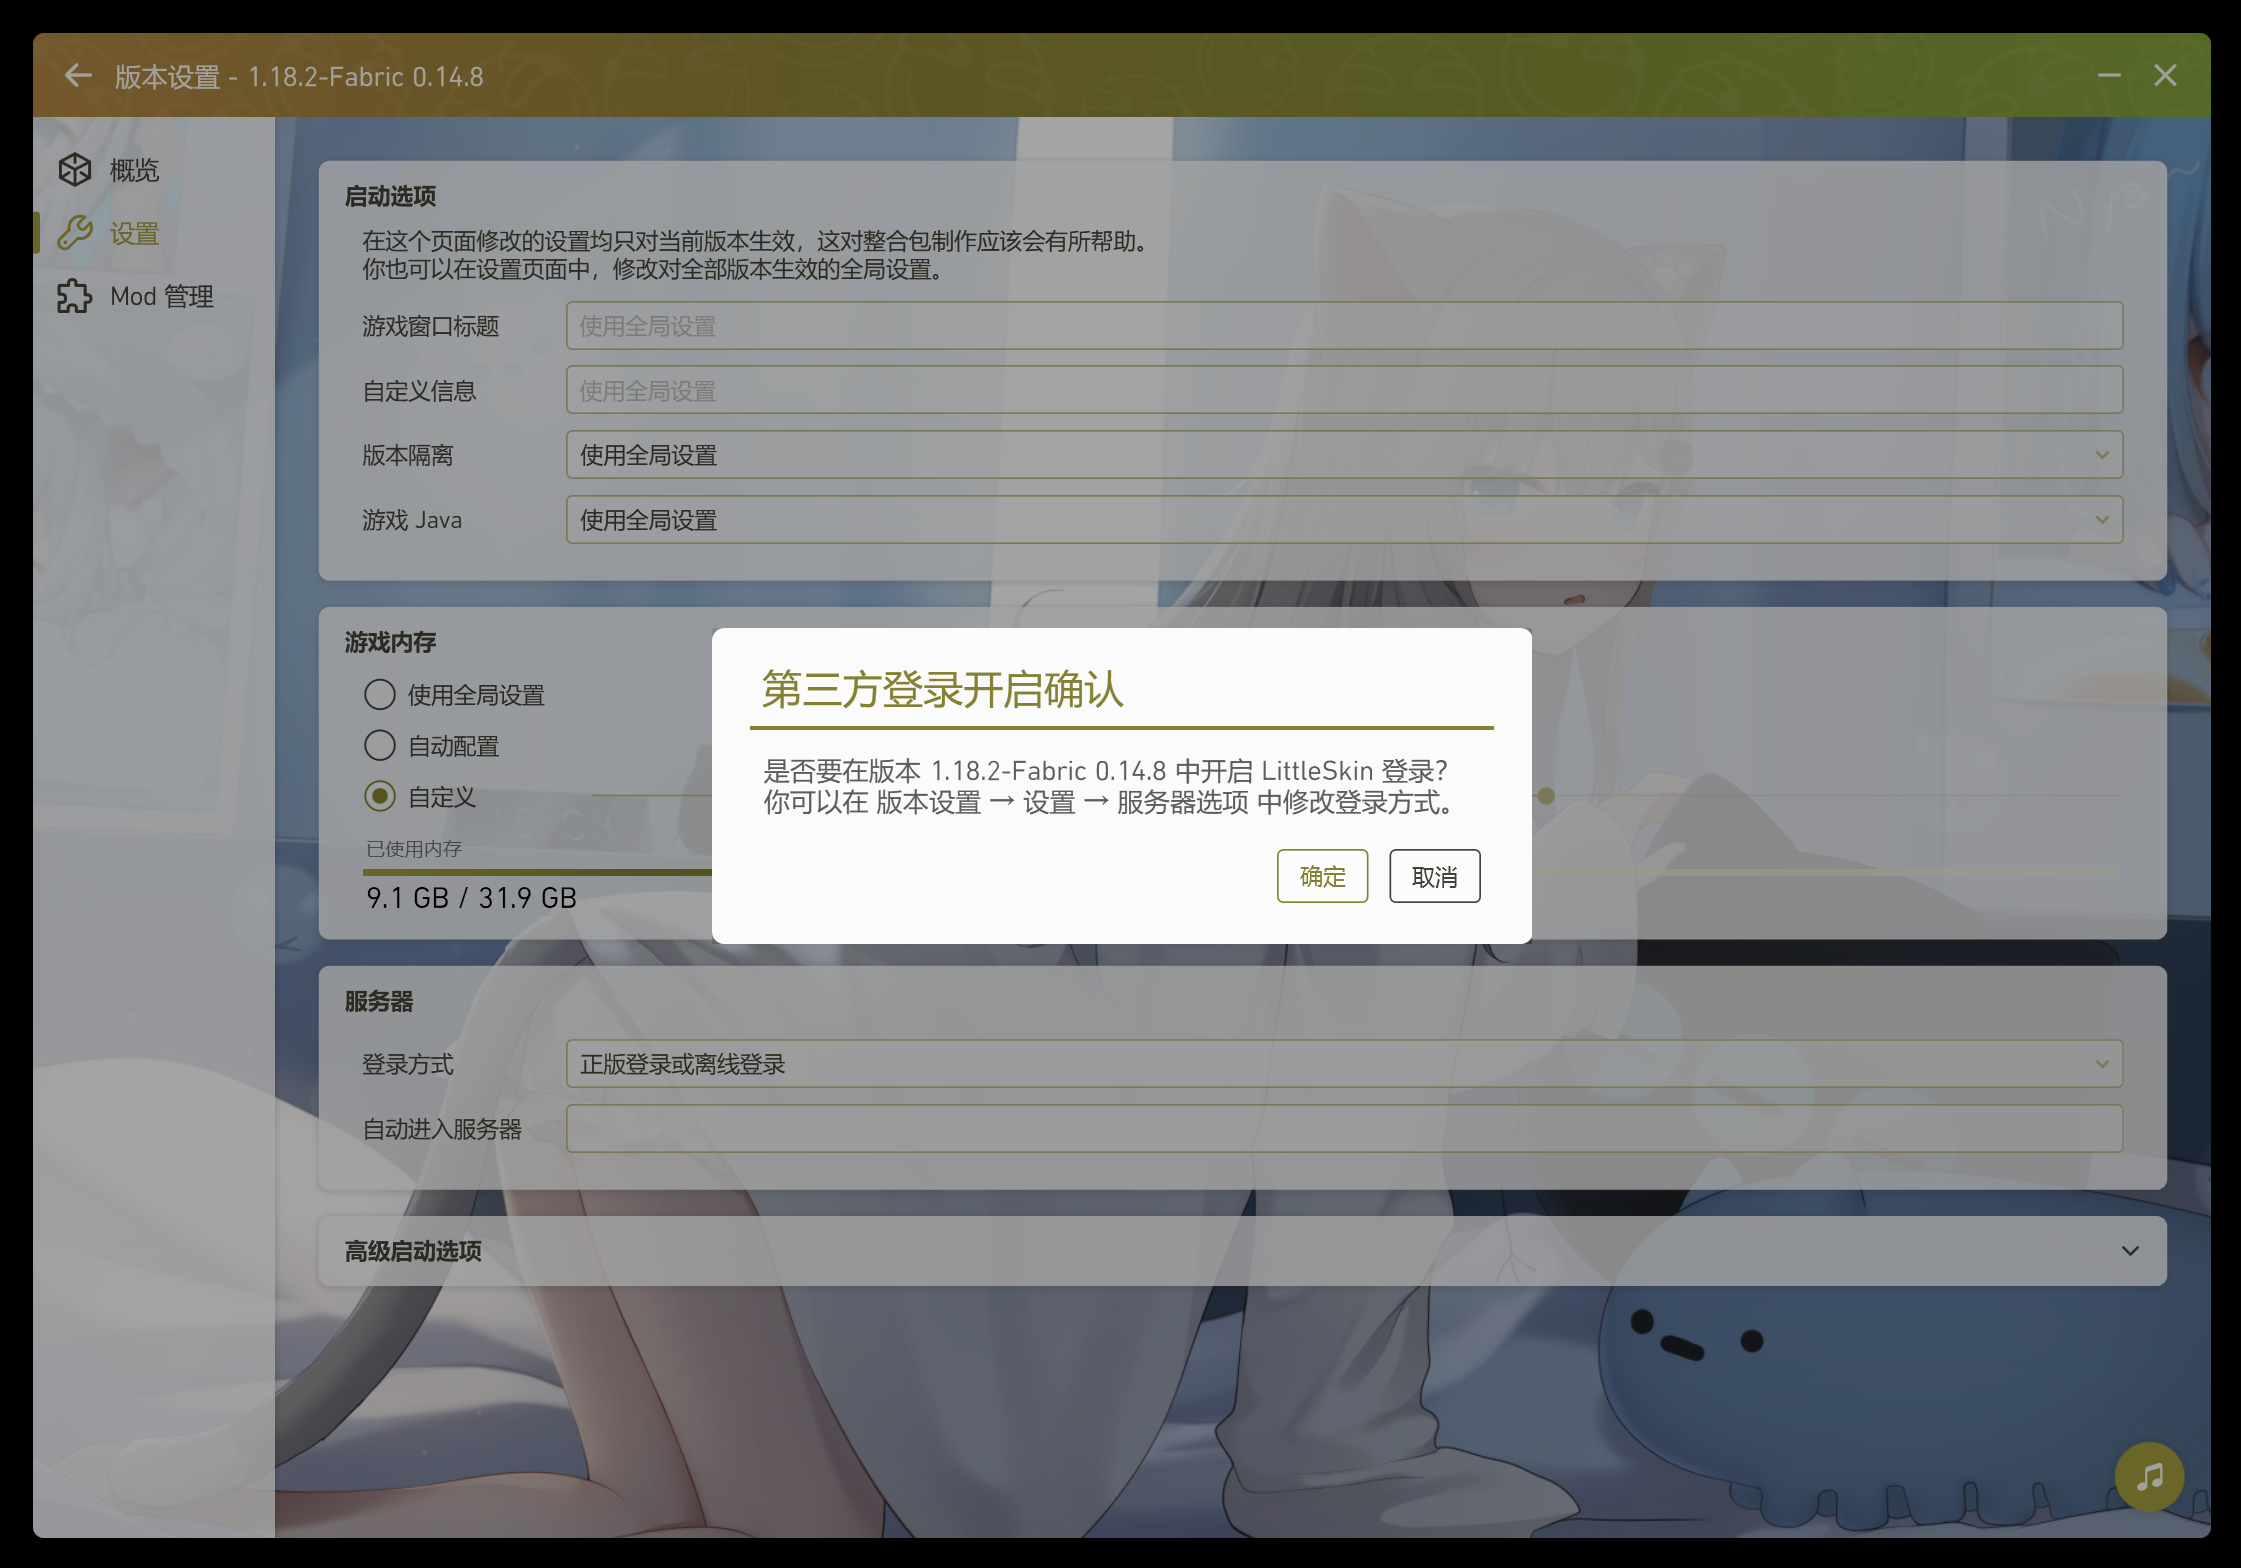 版本设置 - 1.18.2-Fabric 0.14.8
概览
设置
Mod 管理
启动选项
在这个页面修改的设置均只对当前版本生效，这对整合包制作应该会有所帮助。
你也可以在设置页面中，修改对全部版本生效的全局设置。
游戏窗口标题
使用全局设置
自定义信息
使用全局设置
版本隔离
使用全局设置
游戏 Java
使用全局设置
游戏内存
使用全局设置
自动配置
自定义
已使用内存
9.1 GB / 31.9 GB
第三方登录开启确认
是否要在版本 1.18.2-Fabric 0.14.8 中开启 LittleSkin 登录？
你可以在 版本设置 → 设置 → 服务器选项 中修改登录方式。
确定
取消
服务器
登录方式
正版登录或离线登录
自动进入服务器
高级启动选项